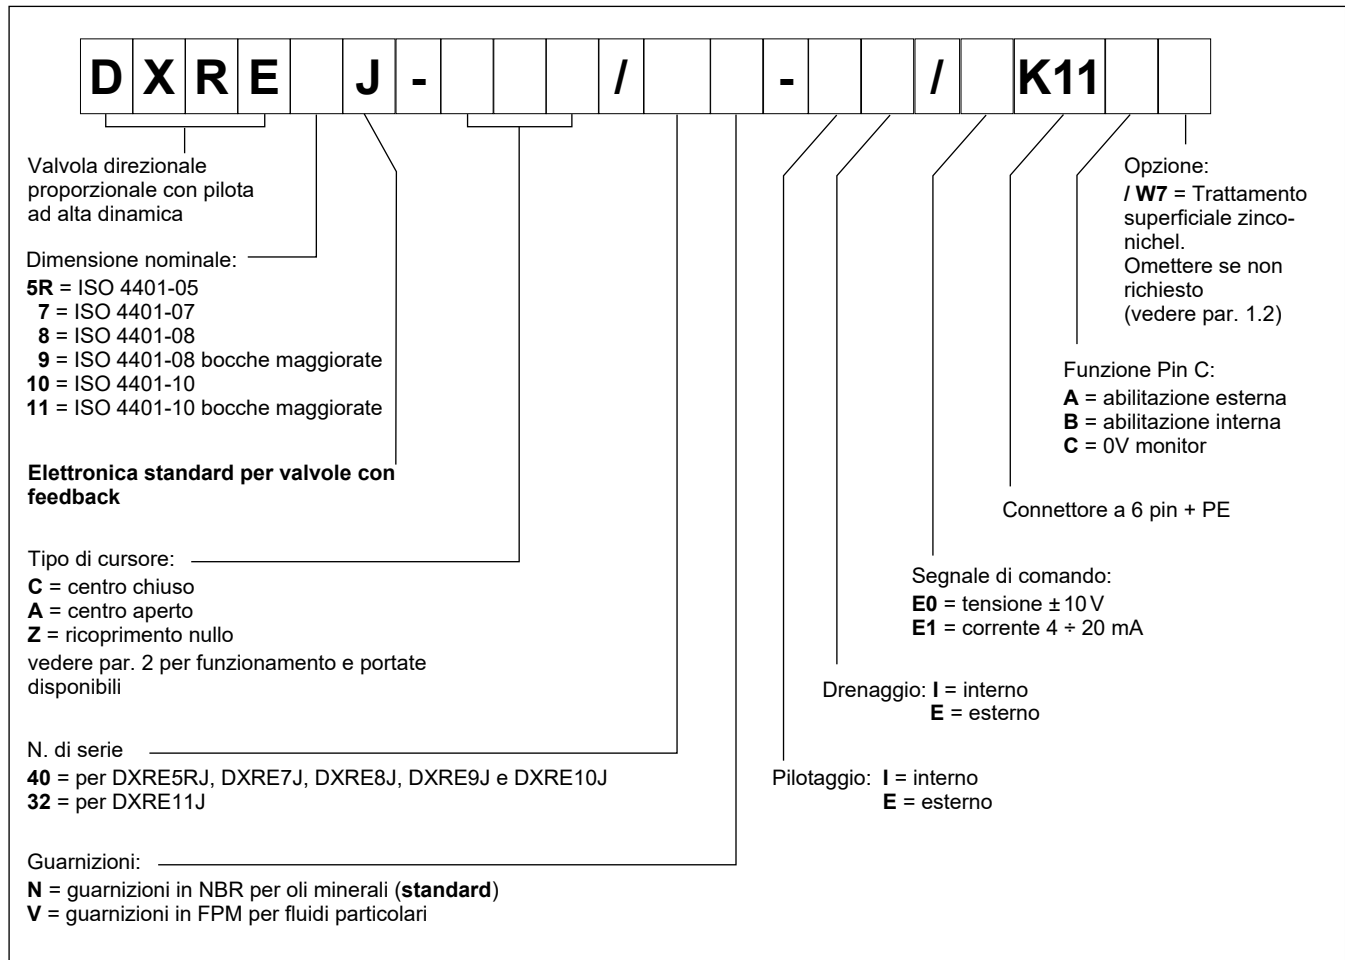 D X R E J - / - / K11
Valvola direzionale
proporzionale con pilota
ad alta dinamica
Dimensione nominale:
5R = ISO 4401-05
7 = ISO 4401-07
8 = ISO 4401-08
9 = ISO 4401-08 bocche maggiorate
10 = ISO 4401-10
11 = ISO 4401-10 bocche maggiorate
Elettronica standard per valvole con
feedback
Tipo di cursore:
C = centro chiuso
A = centro aperto
Z = ricoprimento nullo
vedere par. 2 per funzionamento e portate
disponibili
N. di serie
40 = per DXRE5RJ, DXRE7J, DXRE8J, DXRE9J e DXRE10J
32 = per DXRE11J
Guarnizioni:
N = guarnizioni in NBR per oli minerali (standard)
V = guarnizioni in FPM per fluidi particolari
Opzione:
/ W7 = Trattamento
superficiale zinco-
nichel.
Omettere se non
richiesto
(vedere par. 1.2)
Funzione Pin C:
A = abilitazione esterna
B = abilitazione interna
C = 0V monitor
Connettore a 6 pin + PE
Segnale di comando:
E0 = tensione ± 10 V
E1 = corrente 4 ÷ 20 mA
Drenaggio: I = interno
E = esterno
Pilotaggio: I = interno
E = esterno